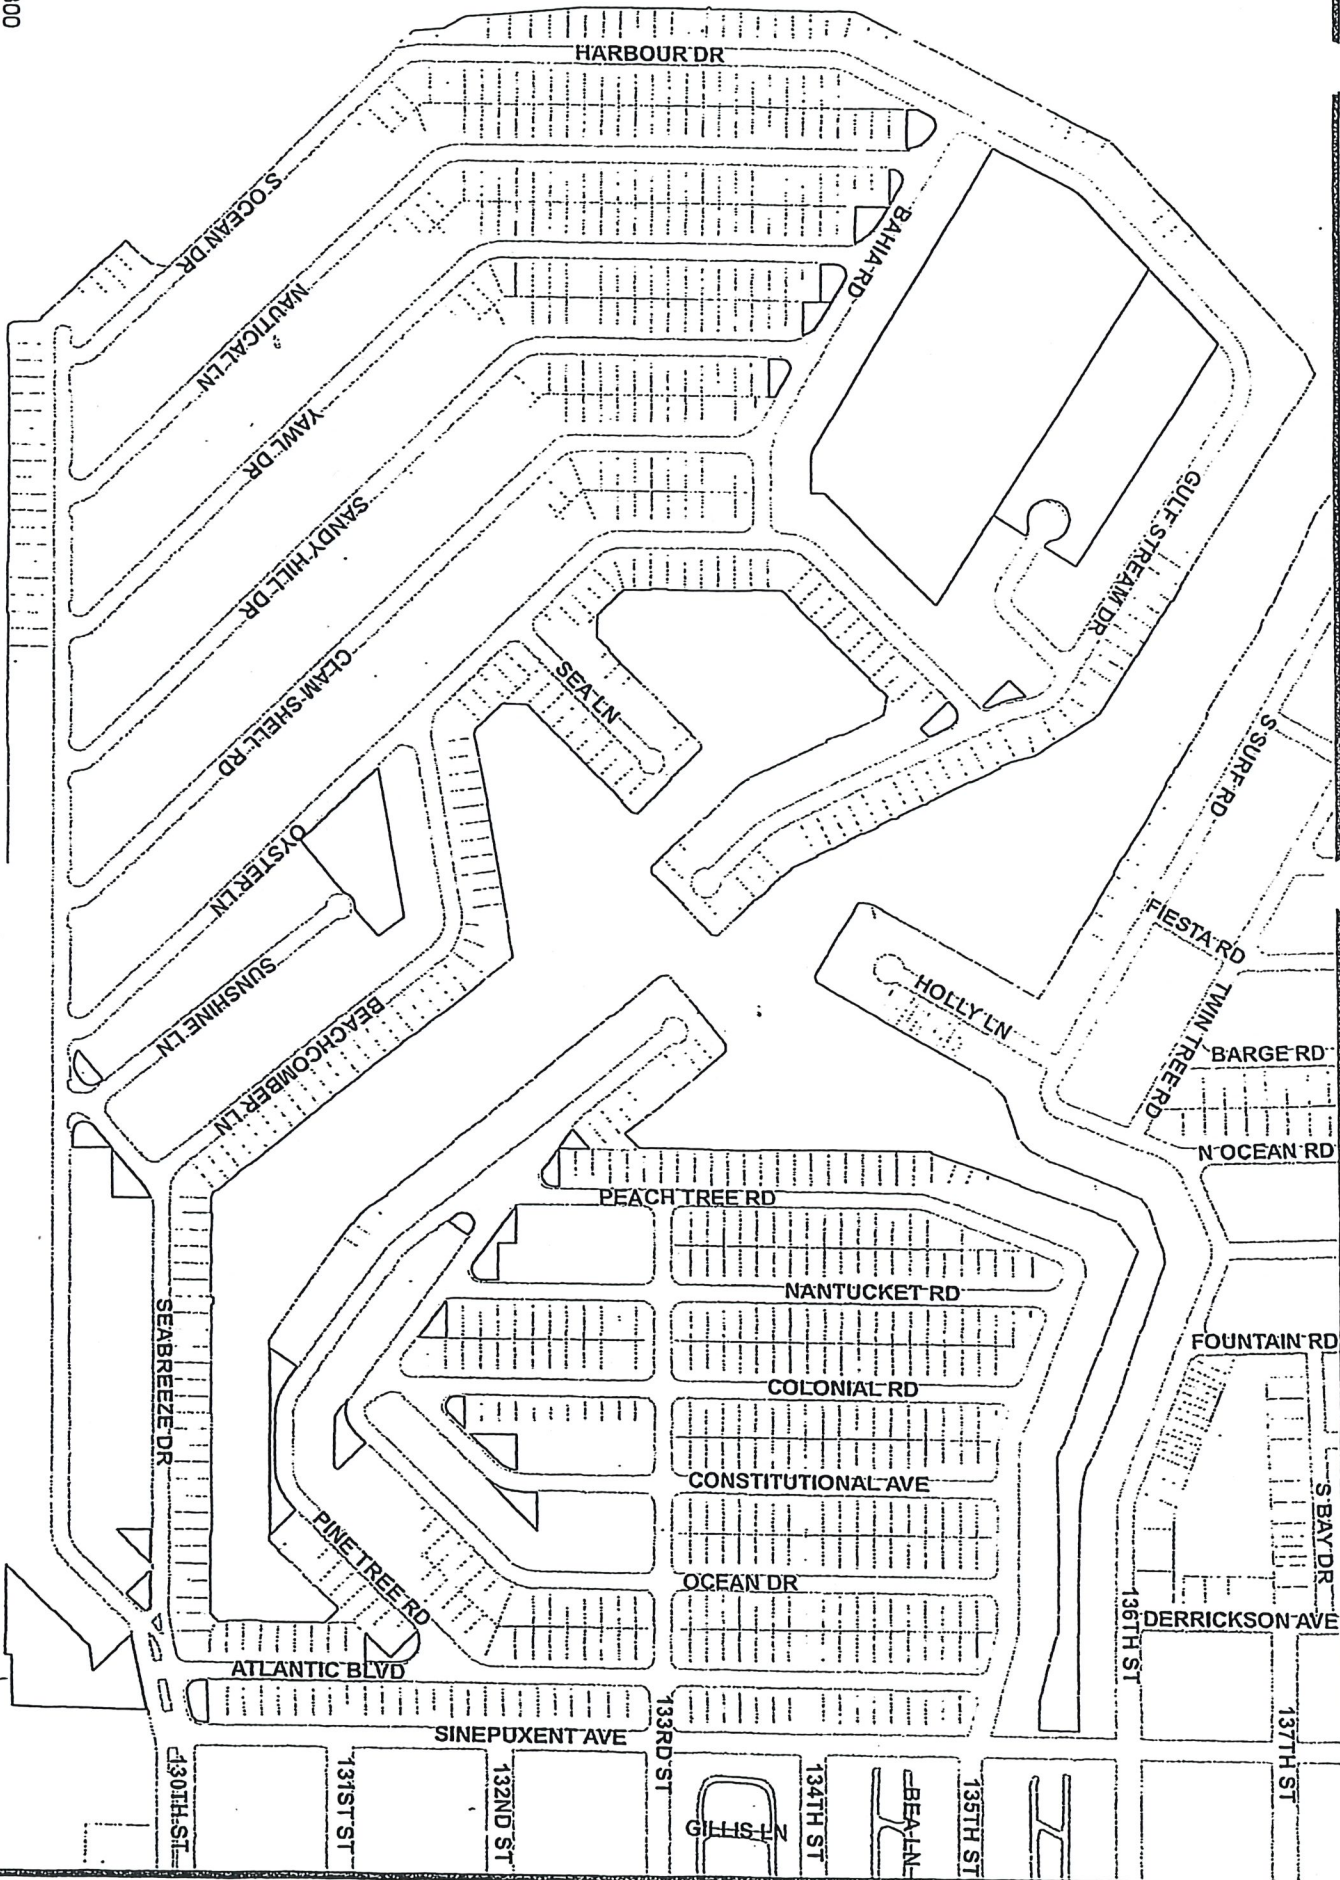 300
HARBOUR DR
S OCEAN DR
BAHIA RD
NAUTICAL LN
YAWL DR
GULF STREAM DR
SANDY HILL DR
CLAM SHELL RD
SEA LN
S SURF RD
OYSTER LN
FIESTA RD
SUNSHINE LN
HOLLY LN
TWIN TREE RD
BEACHCOMBER LN
BARGE RD
N OCEAN RD
PEACH TREE RD
NANTUCKET RD
SEABREEZE DR
FOUNTAIN RD
COLONIAL RD
CONSTITUTIONAL AVE
S BAY DR
PINE TREE RD
OCEAN DR
136TH ST
DERRICKSON AVE
ATLANTIC BLVD
SINEPUXENT AVE
133RD ST
137TH ST
130TH ST
131ST ST
132ND ST
GILLIS LN
134TH ST
BEA LN
135TH ST